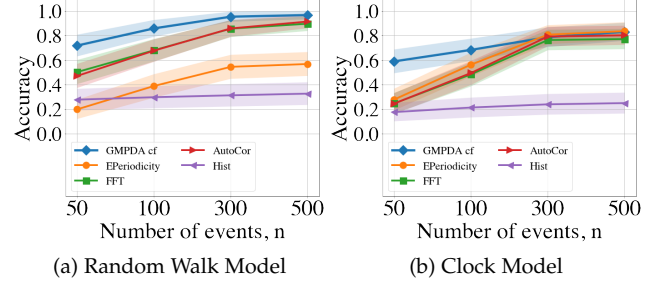 Accuracy
1.0
0.8
0.6
0.4
0.2
0.0
GMPDA cf
EPeriodicity
FFT
AutoCor
Hist
50 100 300 500
Number of events, n
(a) Random Walk Model
Accuracy
1.0
0.8
0.6
0.4
0.2
0.0
GMPDA cf
EPeriodicity
FFT
AutoCor
Hist
50 100 300 500
Number of events, n
(b) Clock Model